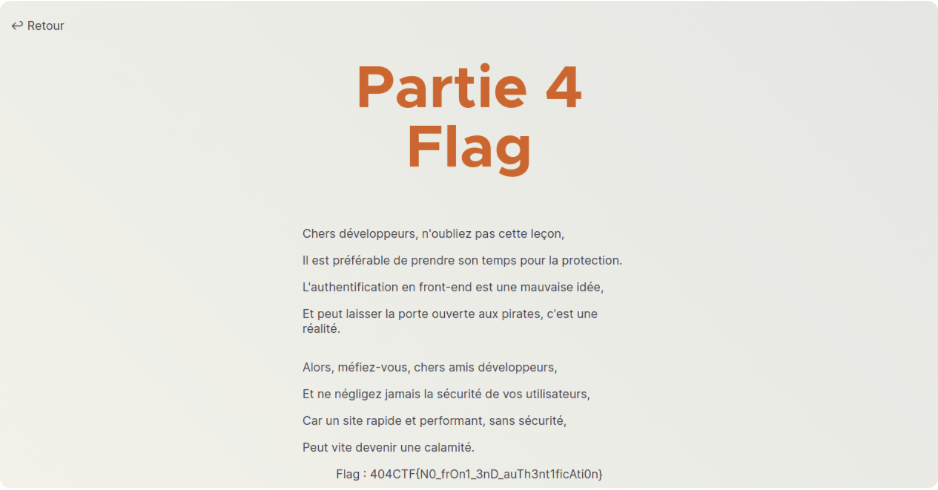 Retour
Partie 4
Flag
Chers développeurs, n'oubliez pas cette leçon,
Il est préférable de prendre son temps pour la protection.
L'authentification en front-end est une mauvaise idée,
Et peut laisser la porte ouverte aux pirates, c'est une
réalité.
Alors, méfiez-vous, chers amis développeurs,
Et ne négligez jamais la sécurité de vos utilisateurs,
Car un site rapide et performant, sans sécurité,
Peut vite devenir une calamité.
Flag : 404CTF{N0_frOn1_3nD_auTh3nt1ficAti0n}